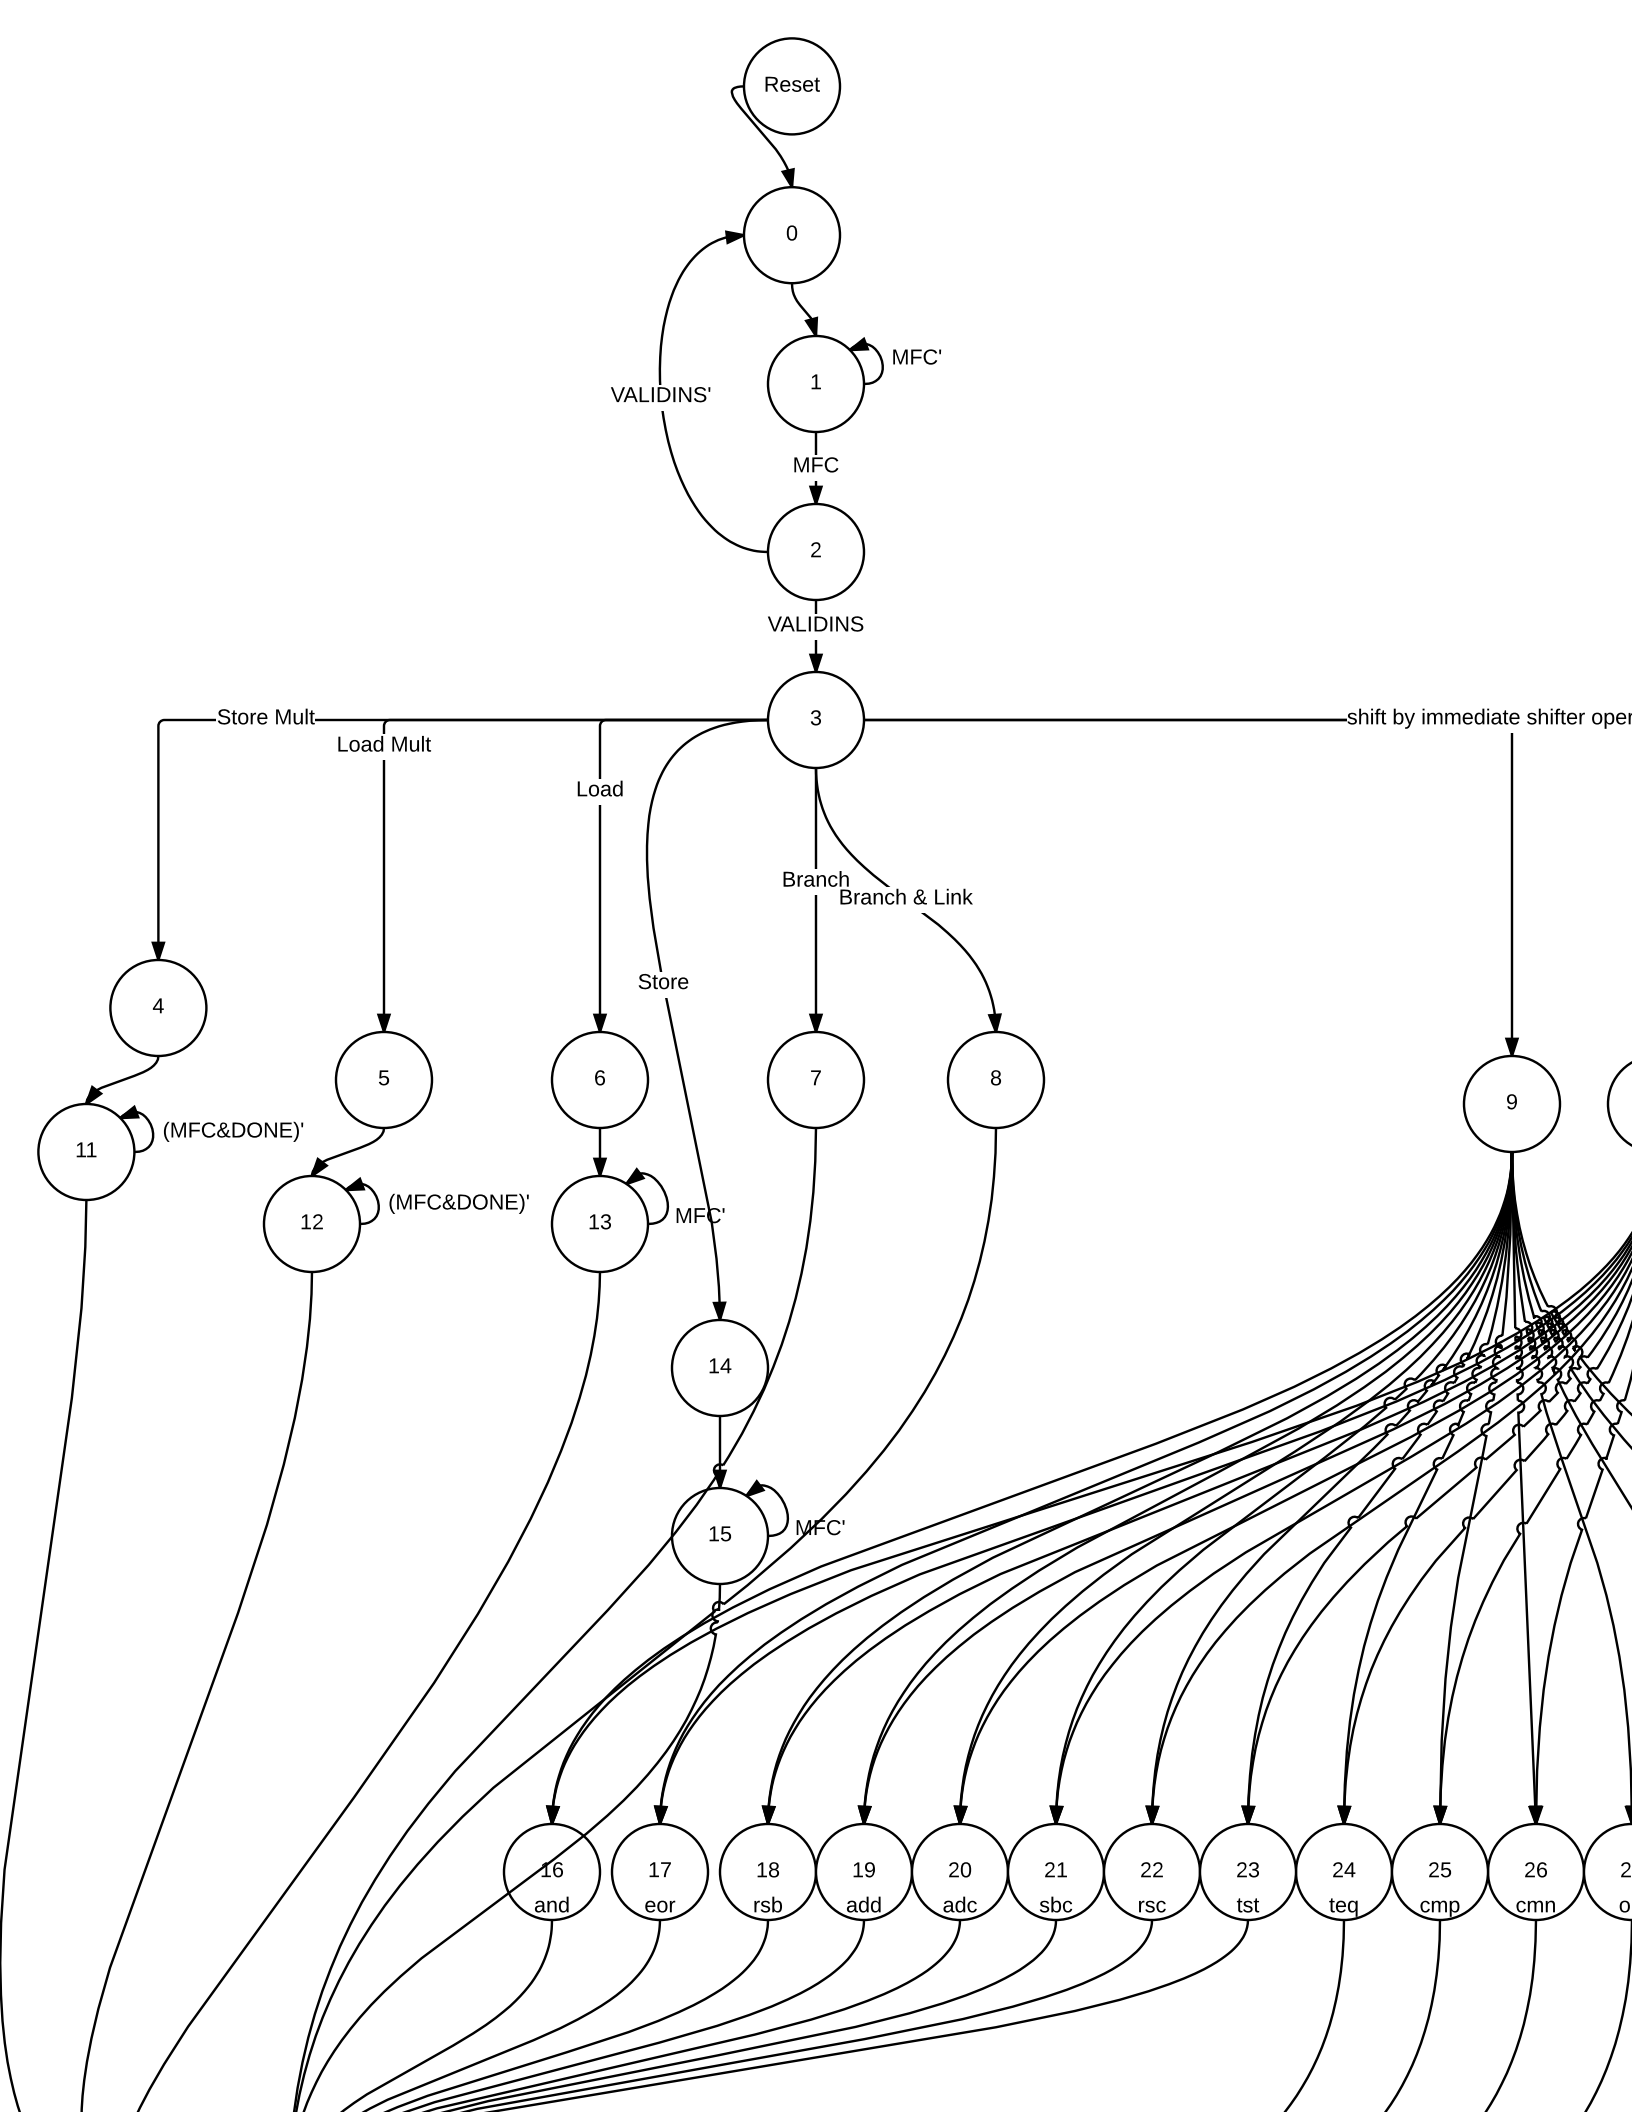 Reset
0
1
MFC'
VALIDINS'
MFC
2
VALIDINS
3
Store Mult
shift by immediate shifter oper
Load Mult
Load
Branch
Branch & Link
Store
4
5
6
7
8
9
11
(MFC&DONE)'
12
(MFC&DONE)'
13
MFC'
14
15
MFC'
16
and
17
eor
18
rsb
19
add
20
adc
21
sbc
22
rsc
23
tst
24
teq
25
cmp
26
cmn